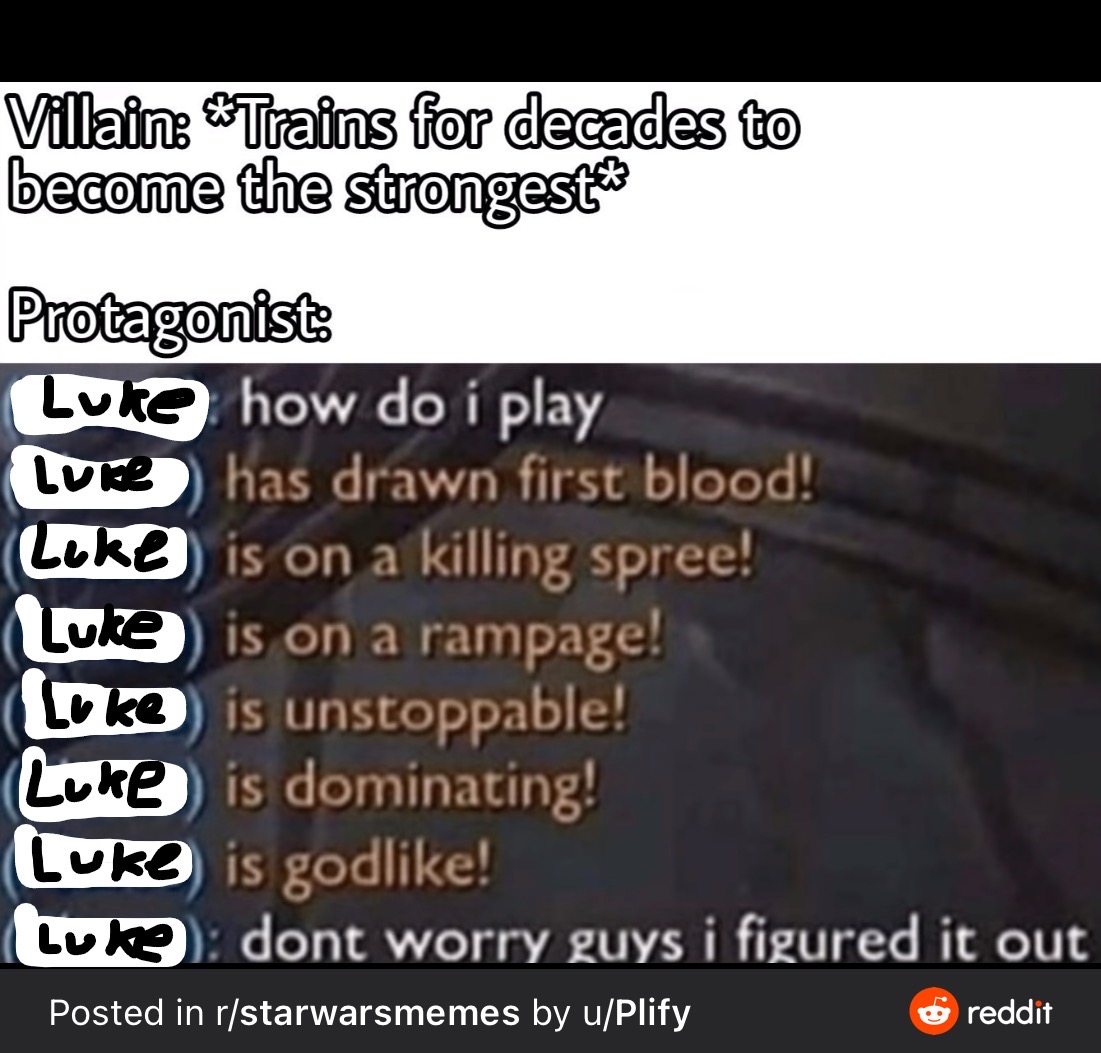 Villain: *Trains for decades to
become the strongest*
Protagonist:
Luke: how do i play
(Luke) has drawn first blood!
(Luke) is on a killing spree!
(Luke) is on a rampage!
(Luke) is unstoppable!
(Luke) is dominating!
(Luke) is godlike!
(Luke): dont worry guys i figured it out
Posted in r/starwarsmemes by u/Plify reddit